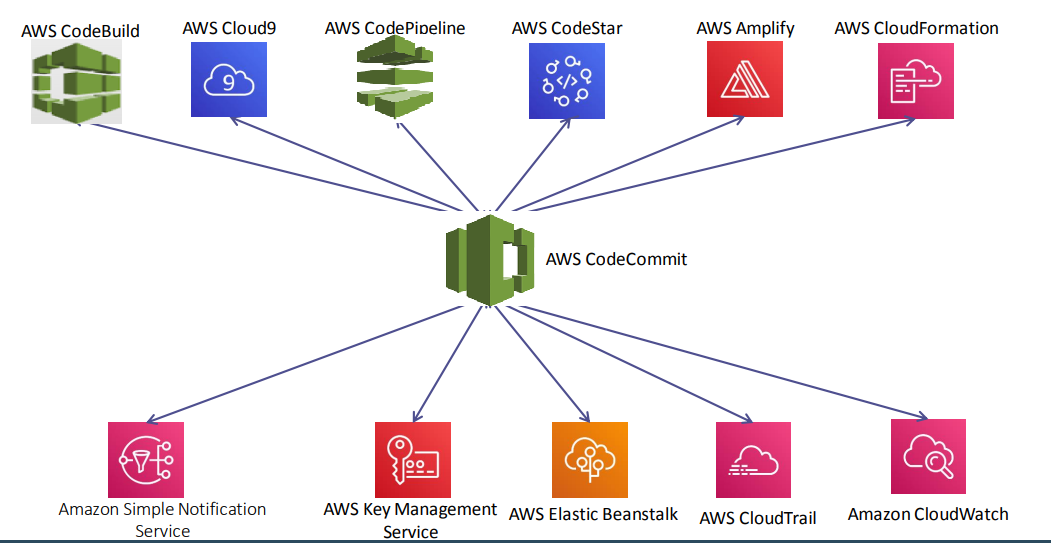 AWS CodeBuild
AWS Cloud9
AWS CodePipeline
AWS CodeStar
AWS Amplify
AWS CloudFormation
9
</>
AWS CodeCommit
Amazon Simple Notification
Service
AWS Key Management
Service
AWS Elastic Beanstalk
AWS CloudTrail
Amazon CloudWatch